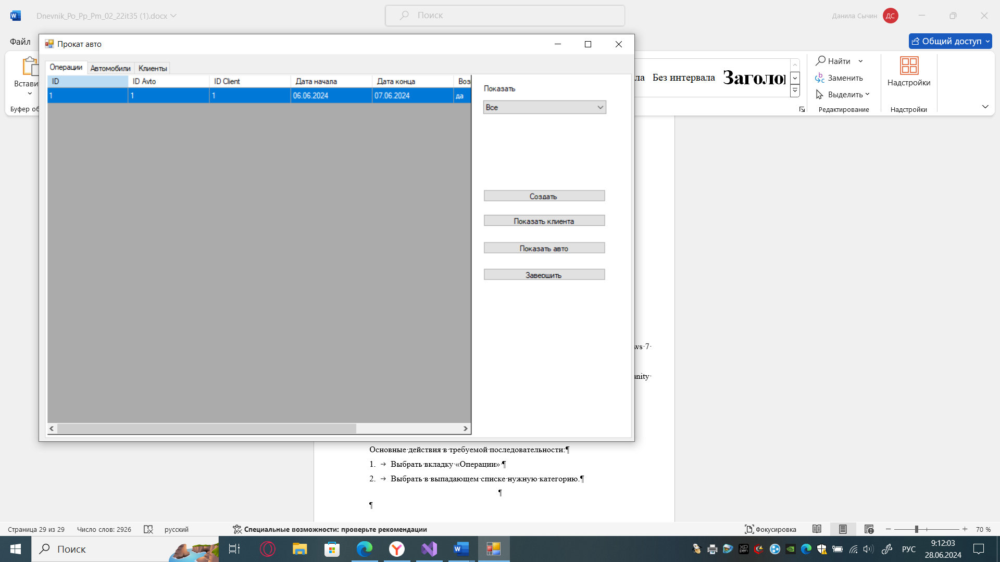 Dnevnik_Po_Pp_Pm_02_22it35 (1).docx
Поиск
Данила Сычин
ДС
Файл
Общий доступ
Прокат авто
Операции
Автомобили
Клиенты
ID
ID Avto
ID Client
Дата начала
Дата конца
Воз
1
1
1
06.06.2024
07.06.2024
да
Показать
Все
Создать
Показать клиента
Показать авто
Завершить
Встави
Буфер об
ла
Без интервала
Заголо
Найти
Заменить
Выделить
Редактирование
Надстройки
Надстройки
ws·7·
unity·
Основные·действия·в·требуемой·последовательности:¶
1. → Выбрать·вкладку·«Операции»·¶
2. → Выбрать·в·выпадающем·списке·нужную·категорию.¶
¶
¶
Страница 29 из 29
Число слов: 2926
русский
Специальные возможности: проверьте рекомендации
Фокусировка
70 %
Поиск
РУС
9:12:03
28.06.2024